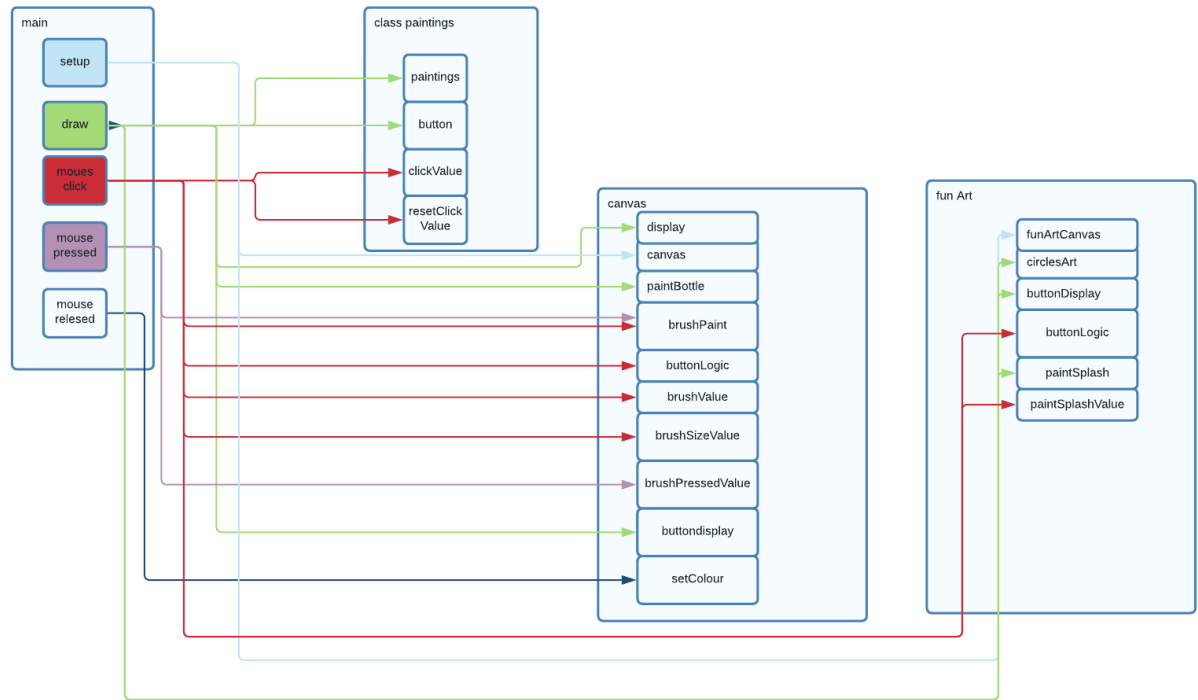 main
setup
draw
moues
click
mouse
pressed
mouse
relesed
class paintings
paintings
button
clickValue
resetClick
Value
canvas
display
canvas
paintBottle
brushPaint
buttonLogic
brushValue
brushSizeValue
brushPressedValue
buttondisplay
setColour
fun Art
funArtCanvas
circlesArt
buttonDisplay
buttonLogic
paintSplash
paintSplashValue